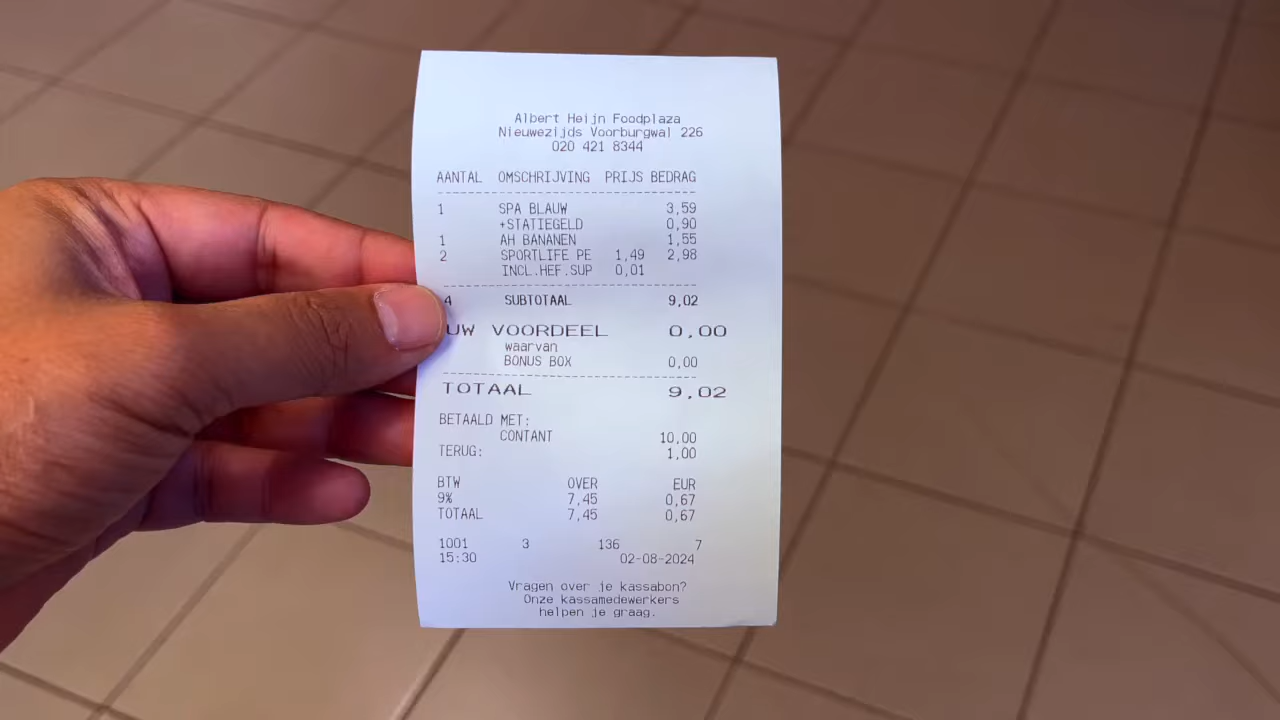 Albert Heijn Foodplaza
Nieuwezijds Voorburgwal 226
020 421 8344
AANTAL OMSCHRIJVING PRIJS BEDRAG
1 SPA BLAUW 3,59
+STATIEGELD 0,90
1 AH BANANEN 1,55
2 SPORTLIFE PE 1,49 2,98
INCL.HEF.SUP 0,01
4 SUBTOTAAL 9,02
UW VOORDEEL 0,00
waarvan
BONUS BOX 0,00
TOTAAL 9,02
BETAALD MET:
CONTANT 10,00
TERUG: 1,00
BTW OVER EUR
9% 7,45 0,67
TOTAAL 7,45 0,67
1001 3 136 7
15:30 02-08-2024
Vragen over je kassabon?
Onze kassamedewerkers
helpen je graag.